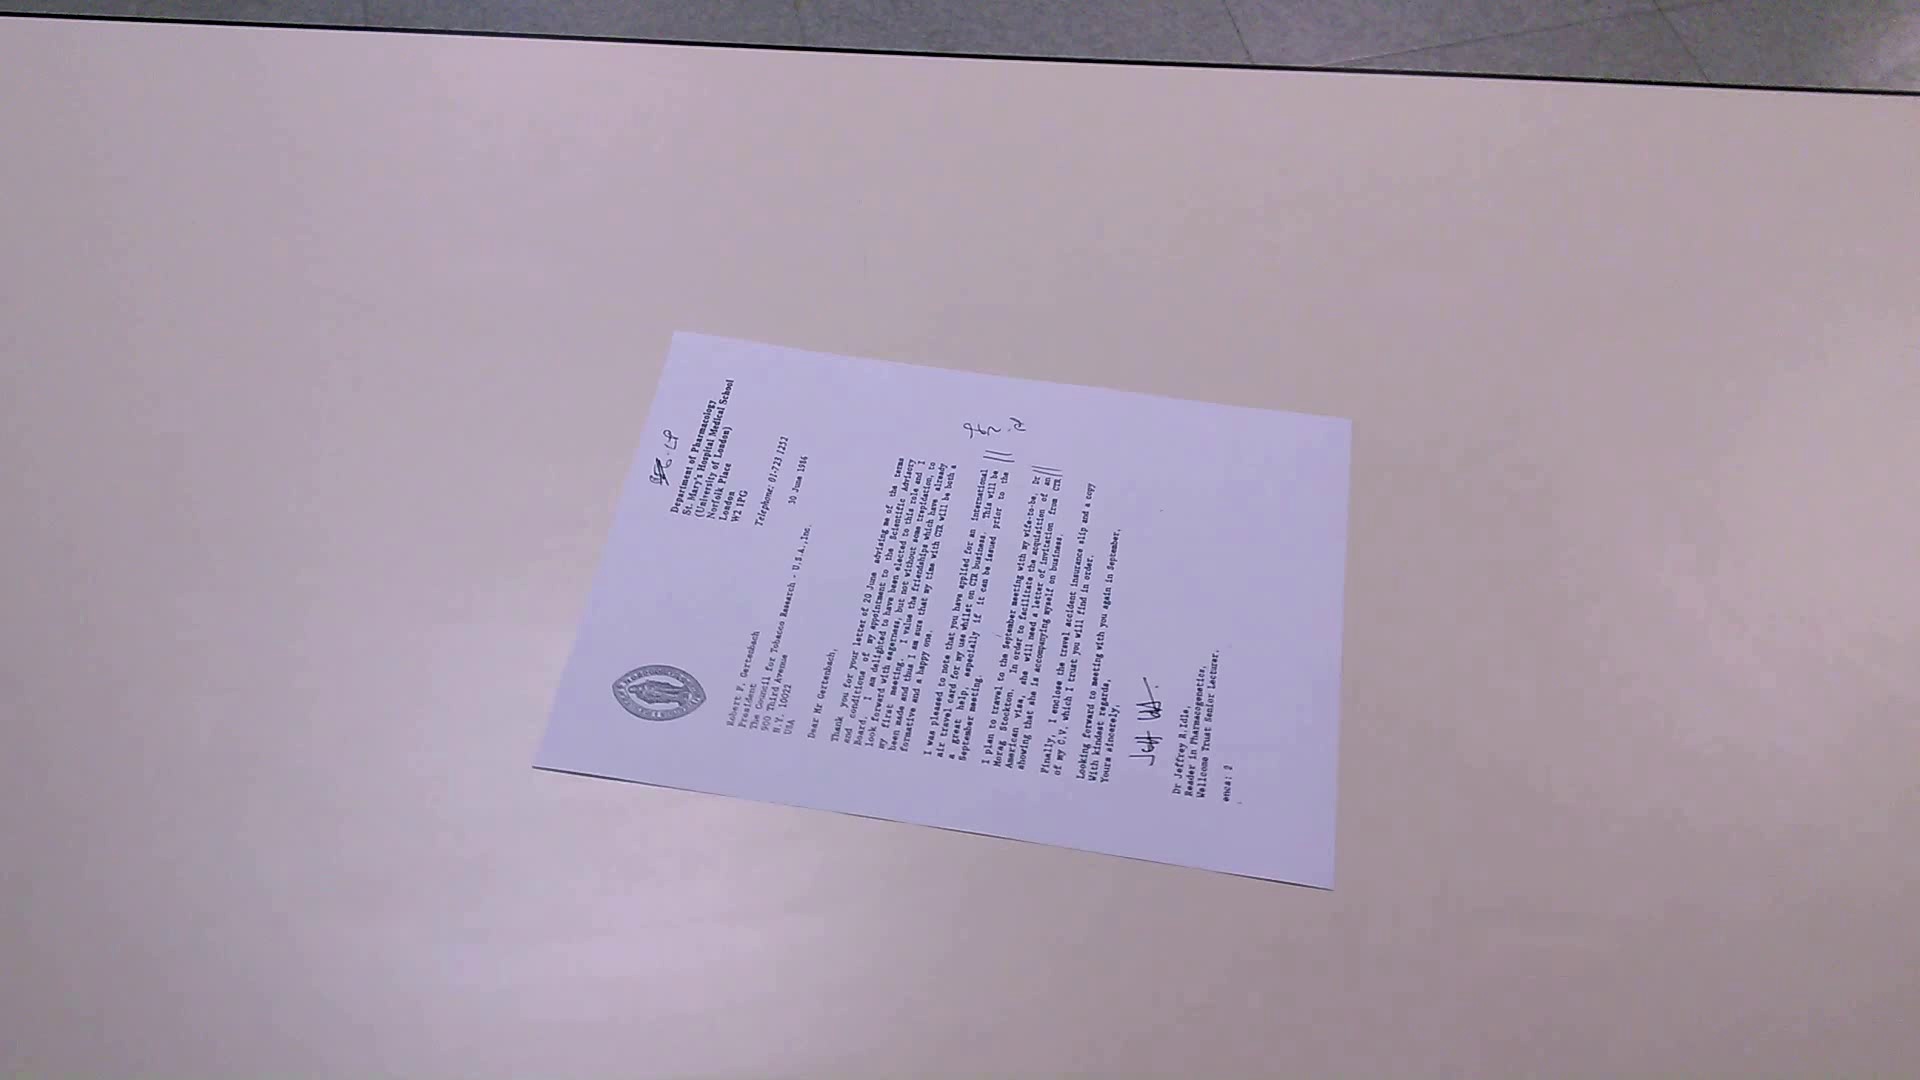 Department of Pharmacology
St. Mary's Hospital Medical School
(University of London)
Norfolk Place
London
W2 1PG
Telephone: 01-723 1252
30 June 1986
Robert F. Gertenbach
President
The Council for Tobacco Research - U.S.A.,Inc.
900 Third Avenue
N.Y. 10022
USA
Dear Mr Gertenbach,
Thank you for your letter of 20 June advising me of the terms
and conditions of my appointment to the Scientific Advisory
Board. I am delighted to have been elected to this role and I
look forward with eagerness, but not without some trepidation, to
my first meeting. I value the friendships which have already
been made and thus I am sure that my time with CTR will be both a
formative and a happy one.
I was pleased to note that you have applied for an international
air travel card for my use whilst on CTR business. This will be
a great help, especially if it can be issued prior to the
September meeting.
I plan to travel to the September meeting with my wife-to-be, Dr
Morag Stockton. In order to facilitate the acquisition of an
American visa, she will need a letter of invitation from CTR
showing that she is accompanying myself on business.
Finally, I enclose the travel accident insurance slip and a copy
of my C.V. which I trust you will find in order.
Looking forward to meeting with you again in September,
With kindest regards,
Yours sincerely,
Dr Jeffrey R.Idle,
Reader in Pharmacogenetics,
Wellcome Trust Senior Lecturer.
encs: 2